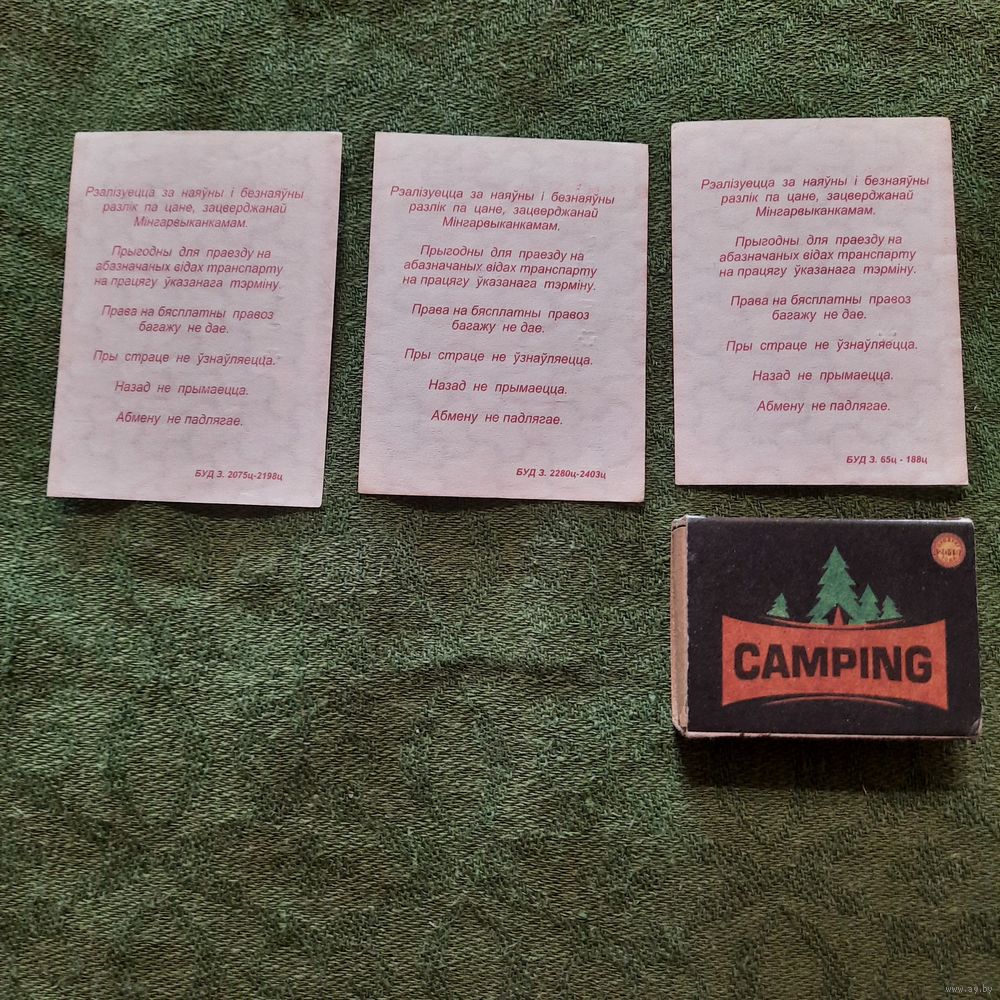 Рэалізуецца за наяўны і безнаяўны
разлік па цане, зацверджанай
Мінгарвыканкамам.
Прыгодны для праезду на
абазначаных відах транспарту
на працягу ўказанага тэрміну.
Права на бясплатны правоз
багажу не дае.
Пры страце не ўзнаўляецца.
Назад не прымаецца.
Абмену не падлягае.
БУД З. 2075ц-2198ц
Рэалізуецца за наяўны і безнаяўны
разлік па цане, зацверджанай
Мінгарвыканкамам.
Прыгодны для праезду на
абазначаных відах транспарту
на працягу ўказанага тэрміну.
Права на бясплатны правоз
багажу не дае.
Пры страце не ўзнаўляецца.
Назад не прымаецца.
Абмену не падлягае.
БУД З. 2280ц-2403ц
Рэалізуецца за наяўны і безнаяўны
разлік па цане, зацверджанай
Мінгарвыканкамам.
Прыгодны для праезду на
абазначаных відах транспарту
на працягу ўказанага тэрміну.
Права на бясплатны правоз
багажу не дае.
Пры страце не ўзнаўляецца.
Назад не прымаецца.
Абмену не падлягае.
БУД З. 65ц - 188ц
CAMPING
www.ay.by